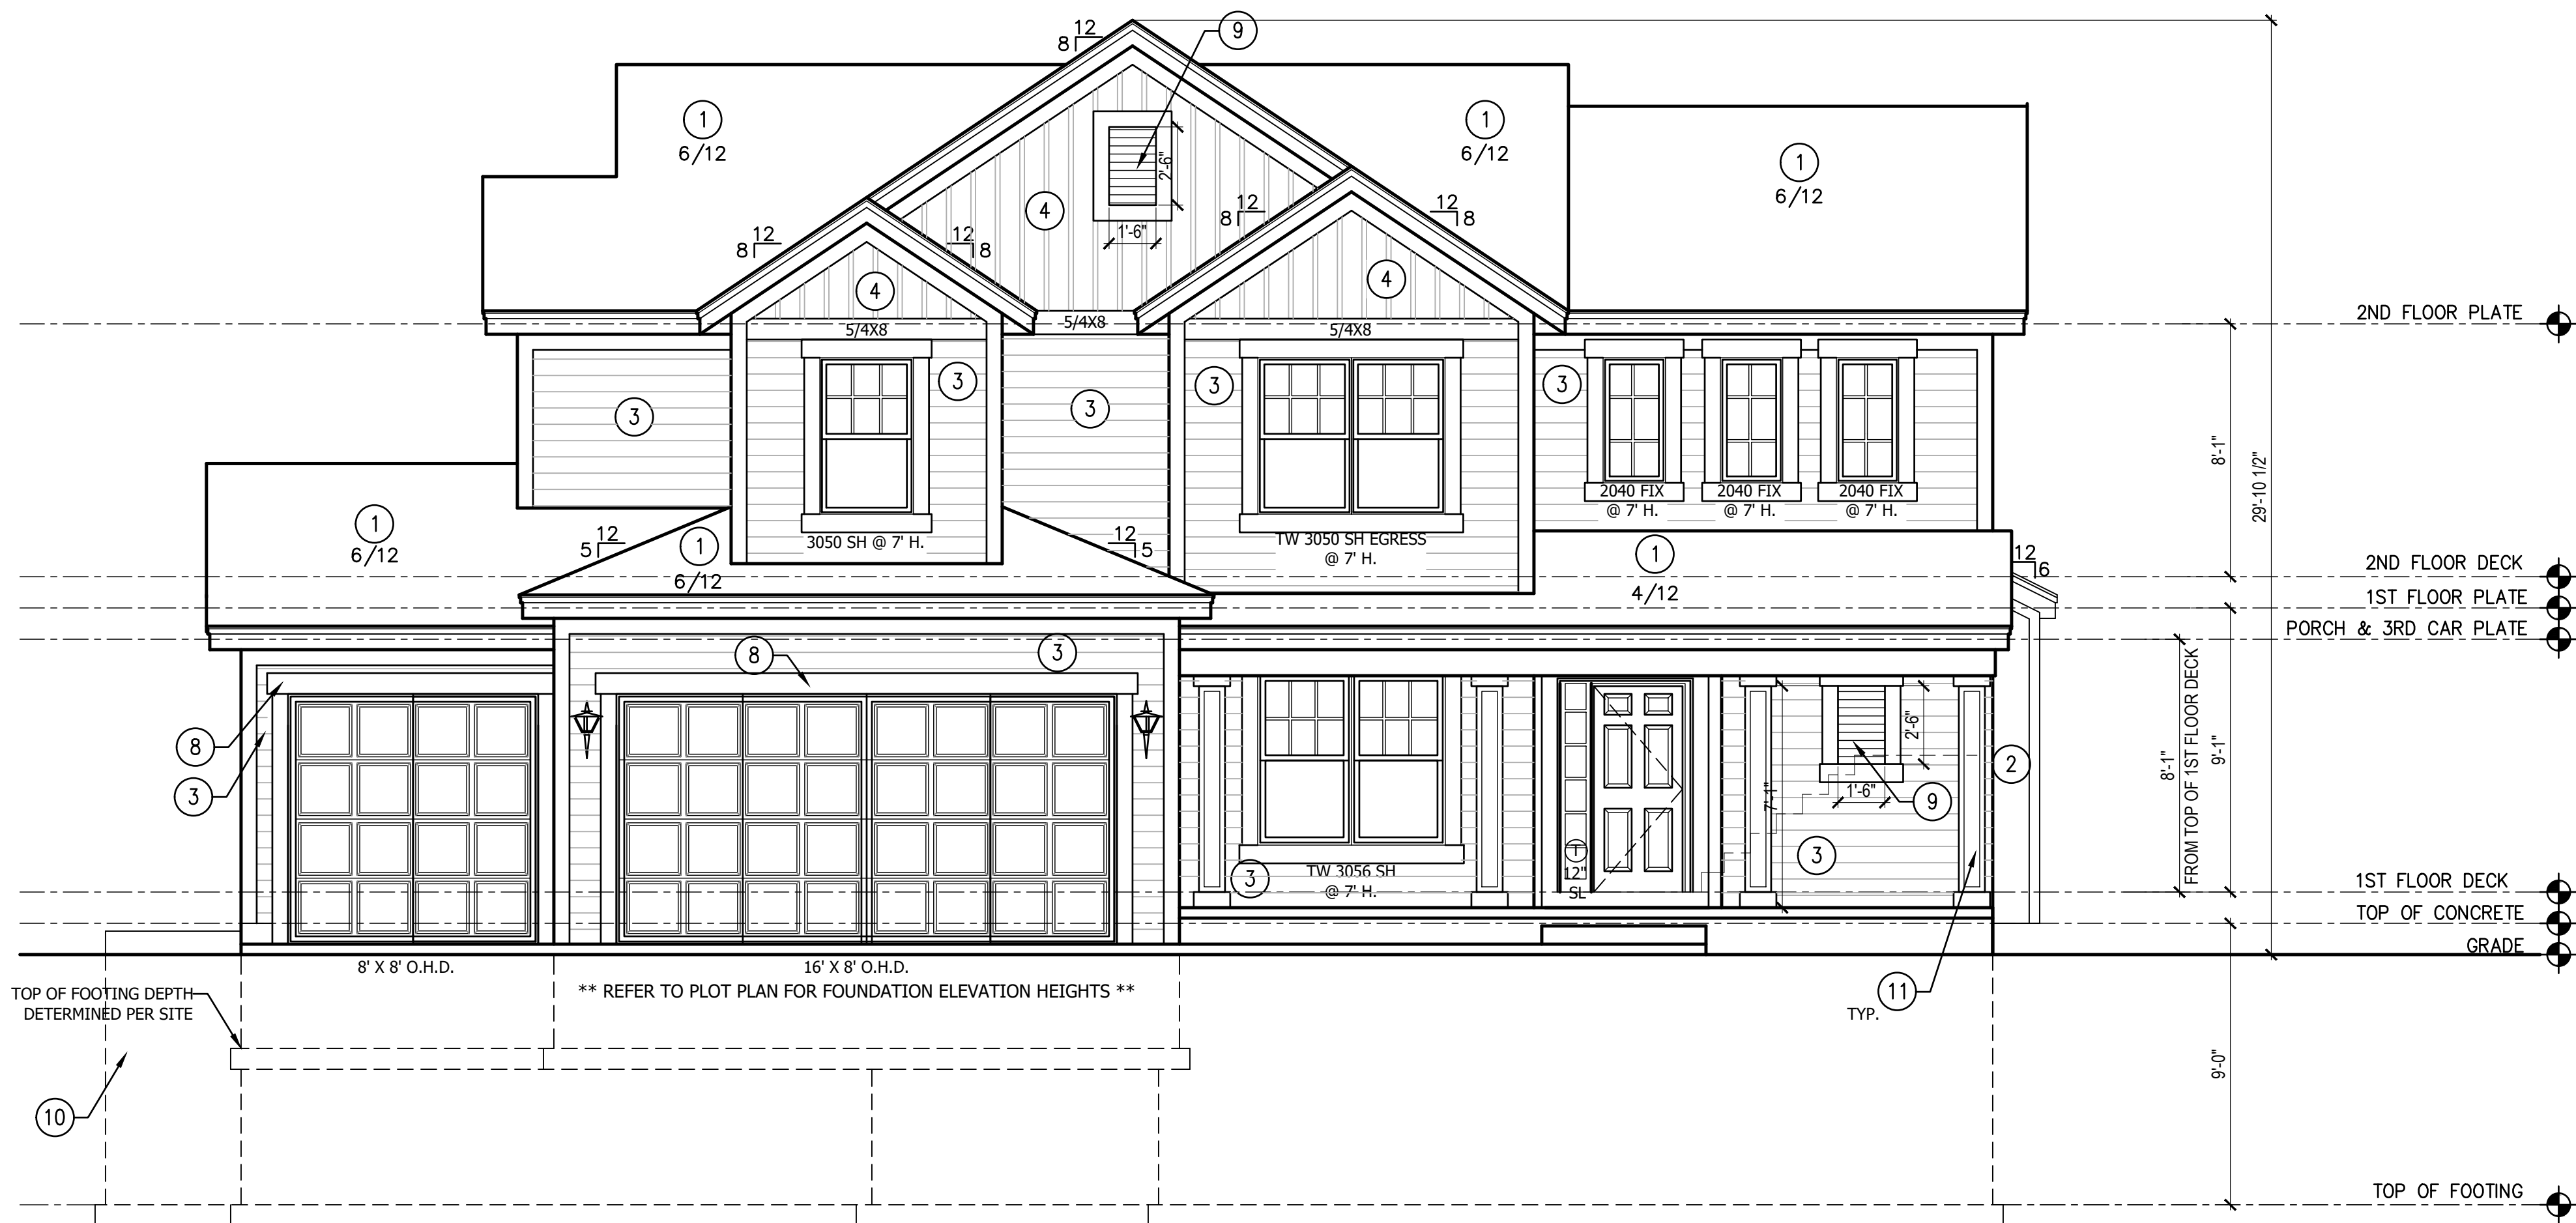 12
8
9
1
6/12
1
6/12
1
6/12
2'-6"
1'-6"
4
12
8
12
8
12
8
12
8
4
4
5/4X8
5/4X8
5/4X8
2ND FLOOR PLATE
3
3
3
3
3
2040 FIX
@ 7' H.
2040 FIX
@ 7' H.
2040 FIX
@ 7' H.
8'-1"
29'-10 1/2"
3050 SH @ 7' H.
TW 3050 SH EGRESS
@ 7' H.
1
6/12
12
5
1
6/12
12
5
1
4/12
12
6
2ND FLOOR DECK
1ST FLOOR PLATE
PORCH & 3RD CAR PLATE
8
3
8
3
2'-6"
1'-6"
7'-1"
9
2
3
8'-1"
FROM TOP OF 1ST FLOOR DECK
9'-1"
3
TW 3056 SH
@ 7' H.
T
12"
SL
1ST FLOOR DECK
TOP OF CONCRETE
GRADE
8' X 8' O.H.D.
16' X 8' O.H.D.
** REFER TO PLOT PLAN FOR FOUNDATION ELEVATION HEIGHTS **
TOP OF FOOTING DEPTH
DETERMINED PER SITE
11
TYP.
10
9'-0"
TOP OF FOOTING